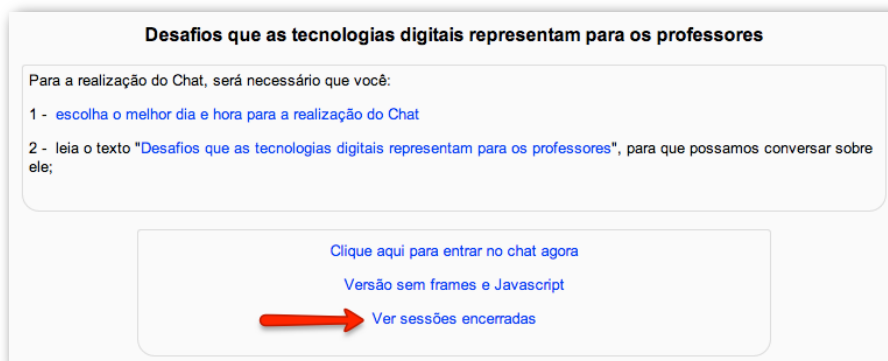 Desafios que as tecnologias digitais representam para os professores
Para a realização do Chat, será necessário que você:
1 - escolha o melhor dia e hora para a realização do Chat
2 - leia o texto "Desafios que as tecnologias digitais representam para os professores", para que possamos conversar sobre
ele;
Clique aqui para entrar no chat agora
Versão sem frames e Javascript
Ver sessões encerradas